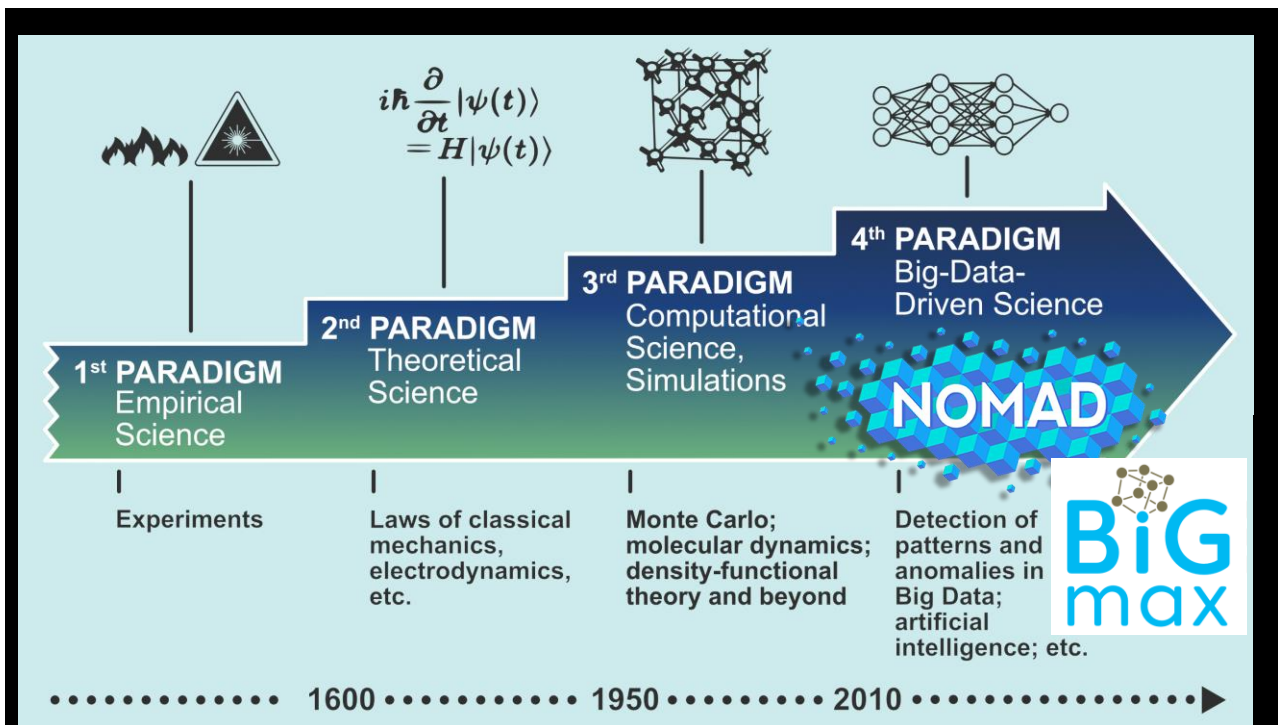 iℏ ∂/∂t |ψ(t)⟩
= H|ψ(t)⟩
1st PARADIGM
Empirical
Science
2nd PARADIGM
Theoretical
Science
3rd PARADIGM
Computational
Science,
Simulations
4th PARADIGM
Big-Data-
Driven Science
NOMAD
Experiments
Laws of classical
mechanics,
electrodynamics,
etc.
Monte Carlo;
molecular dynamics;
density-functional
theory and beyond
Detection of
patterns and
anomalies in
Big Data;
artificial
intelligence; etc.
BiG
max
1600 1950 2010